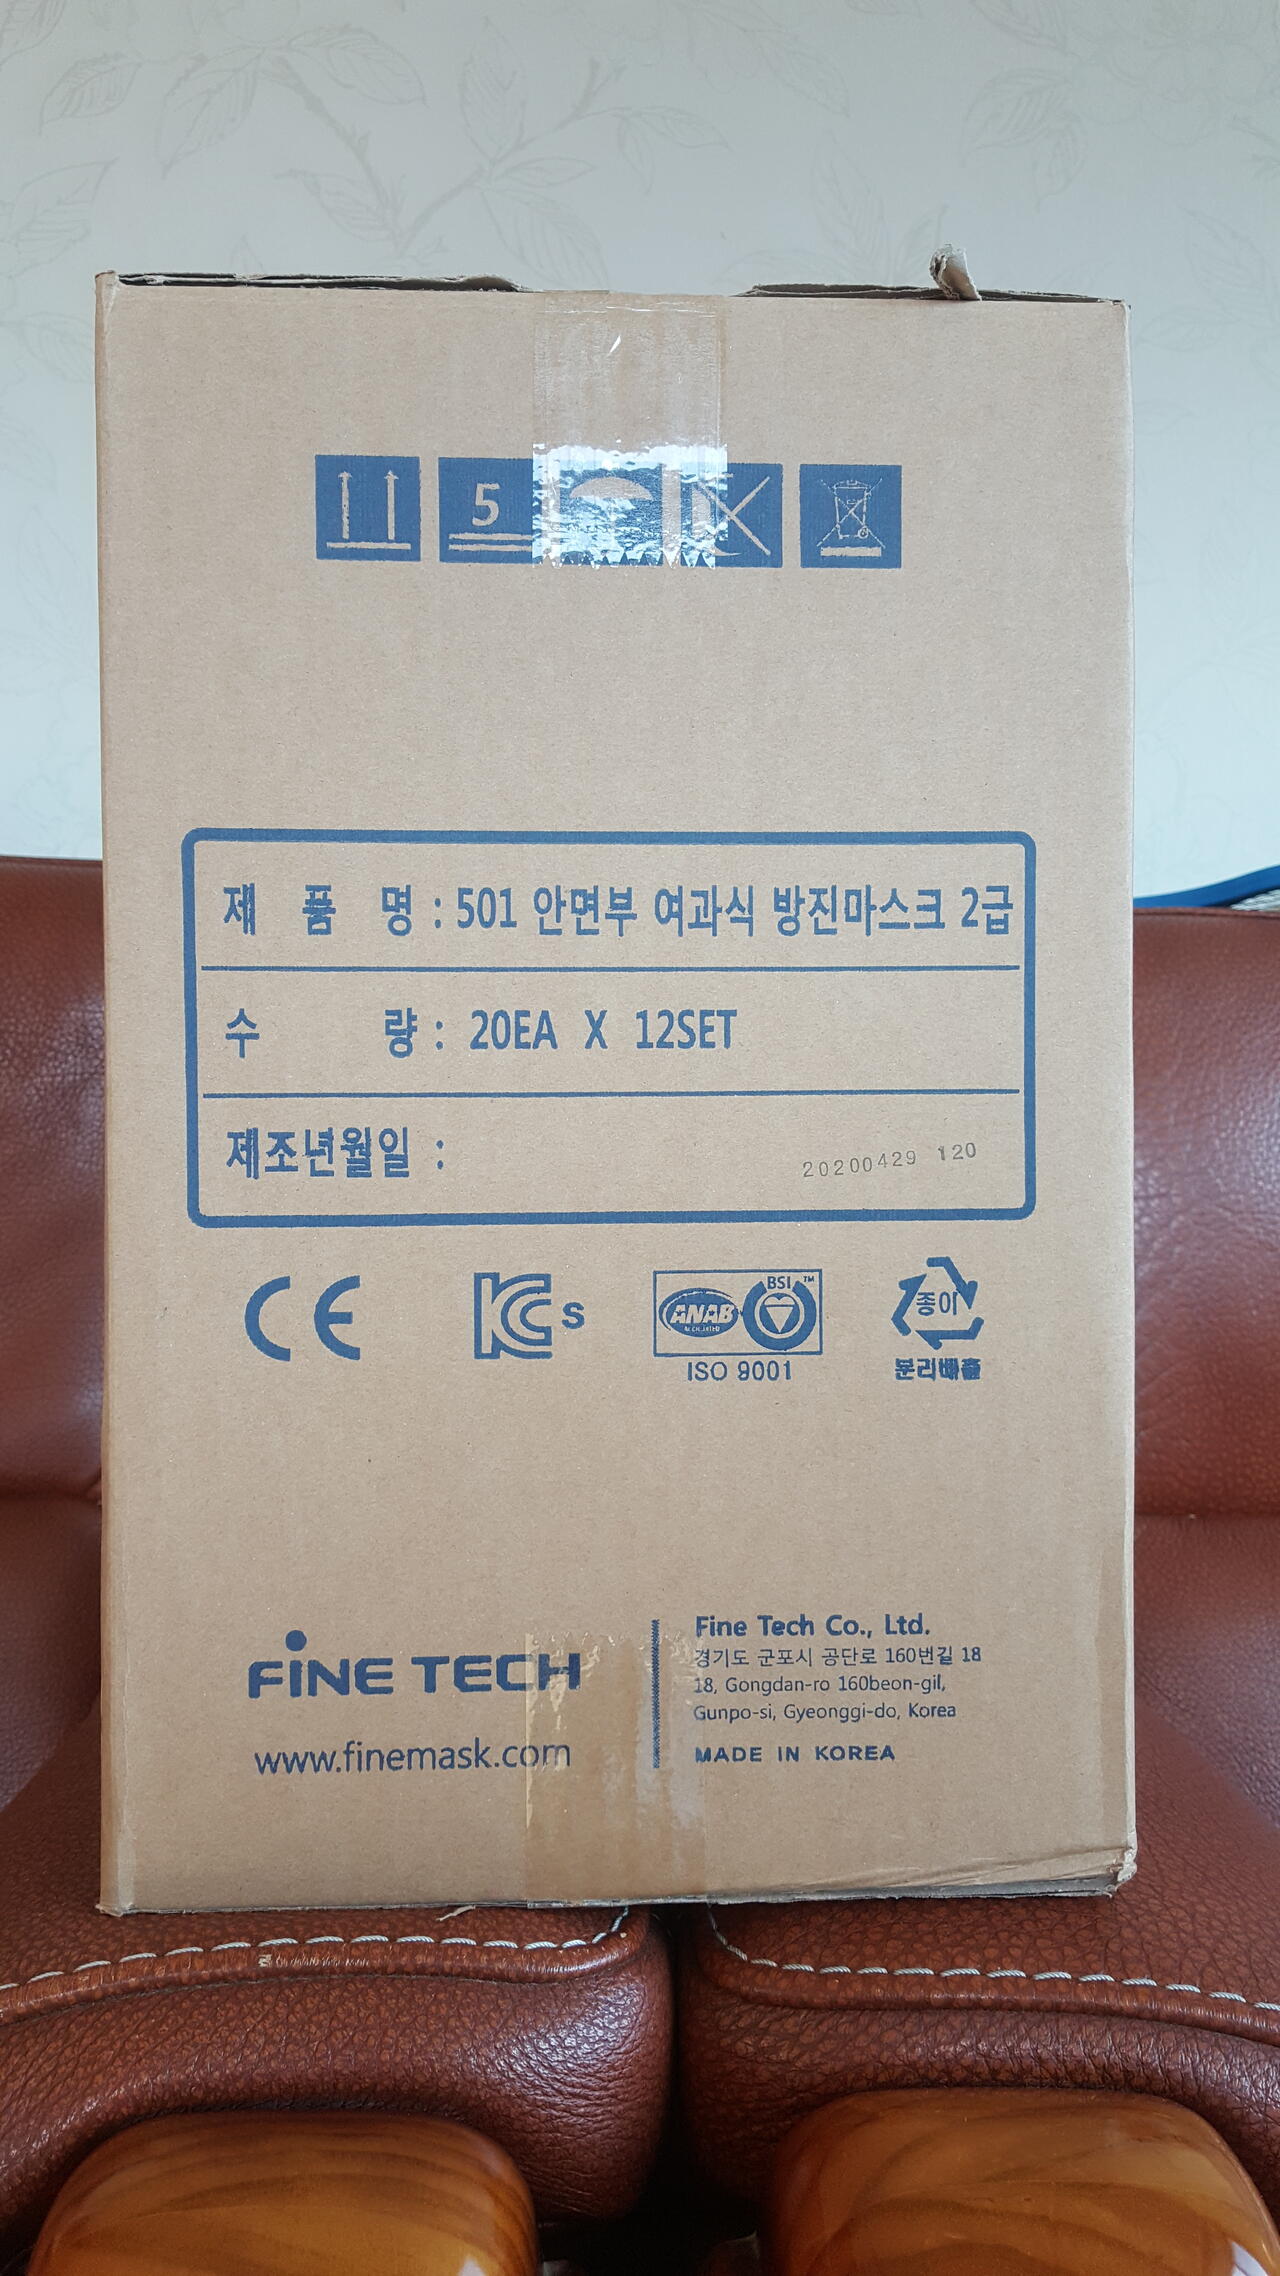 5
제 품 명 : 501 안면부 여과식 방진마스크 2급
수 량 : 20EA X 12SET
제조년월일 :
20200429 120
CE
KC s
ANAB
BSI ™
ISO 9001
종이
분리배출
FINE TECH
www.finemask.com
Fine Tech Co., Ltd.
경기도 군포시 공단로 160번길 18
18, Gongdan-ro 160beon-gil,
Gunpo-si, Gyeonggi-do, Korea
MADE IN KOREA